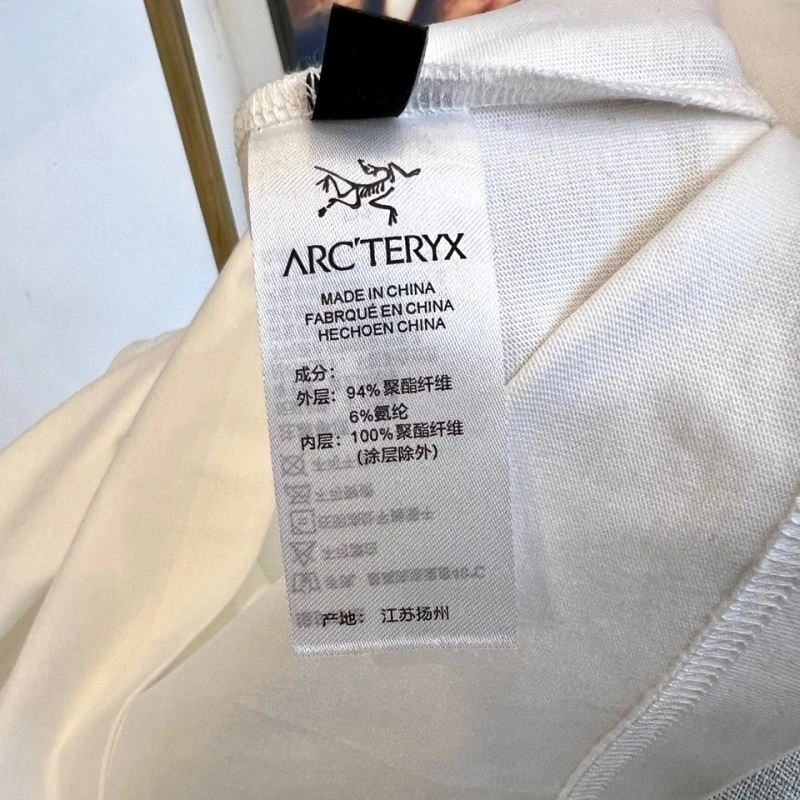 ARC'TERYX
MADE IN CHINA
FABRQUÉ EN CHINA
HECHOEN CHINA
成分：
外层：94%聚酯纤维
6%氨纶
内层：100%聚酯纤维
(涂层除外)
产地：江苏扬州